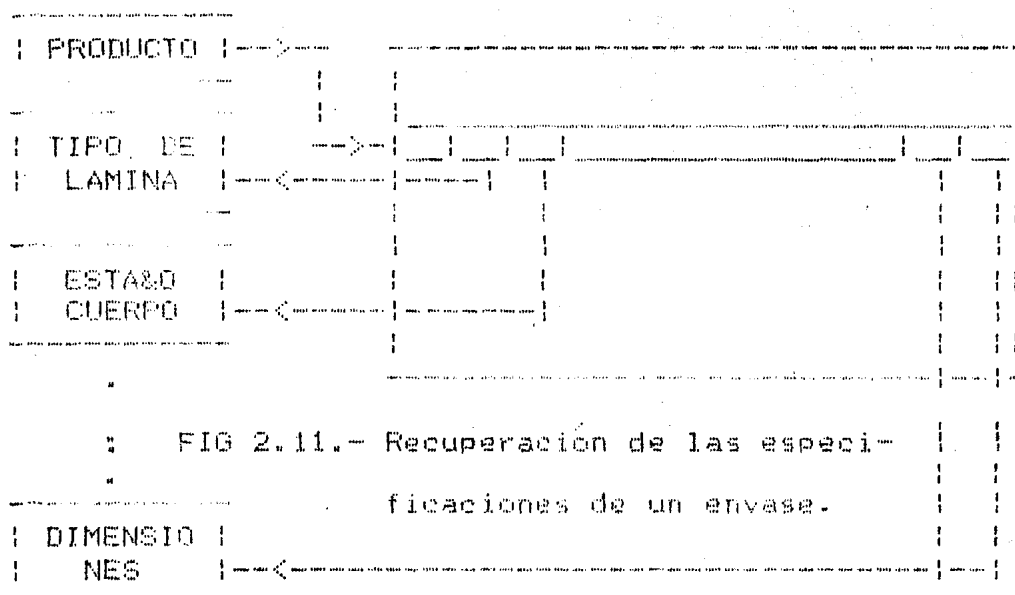 PRODUCTO
TIPO DE
LAMINA
ESTA&O
CUERPO
FIG 2.11.- Recuperación de las especi-
ficaciones de un envase.
DIMENSIO
NES